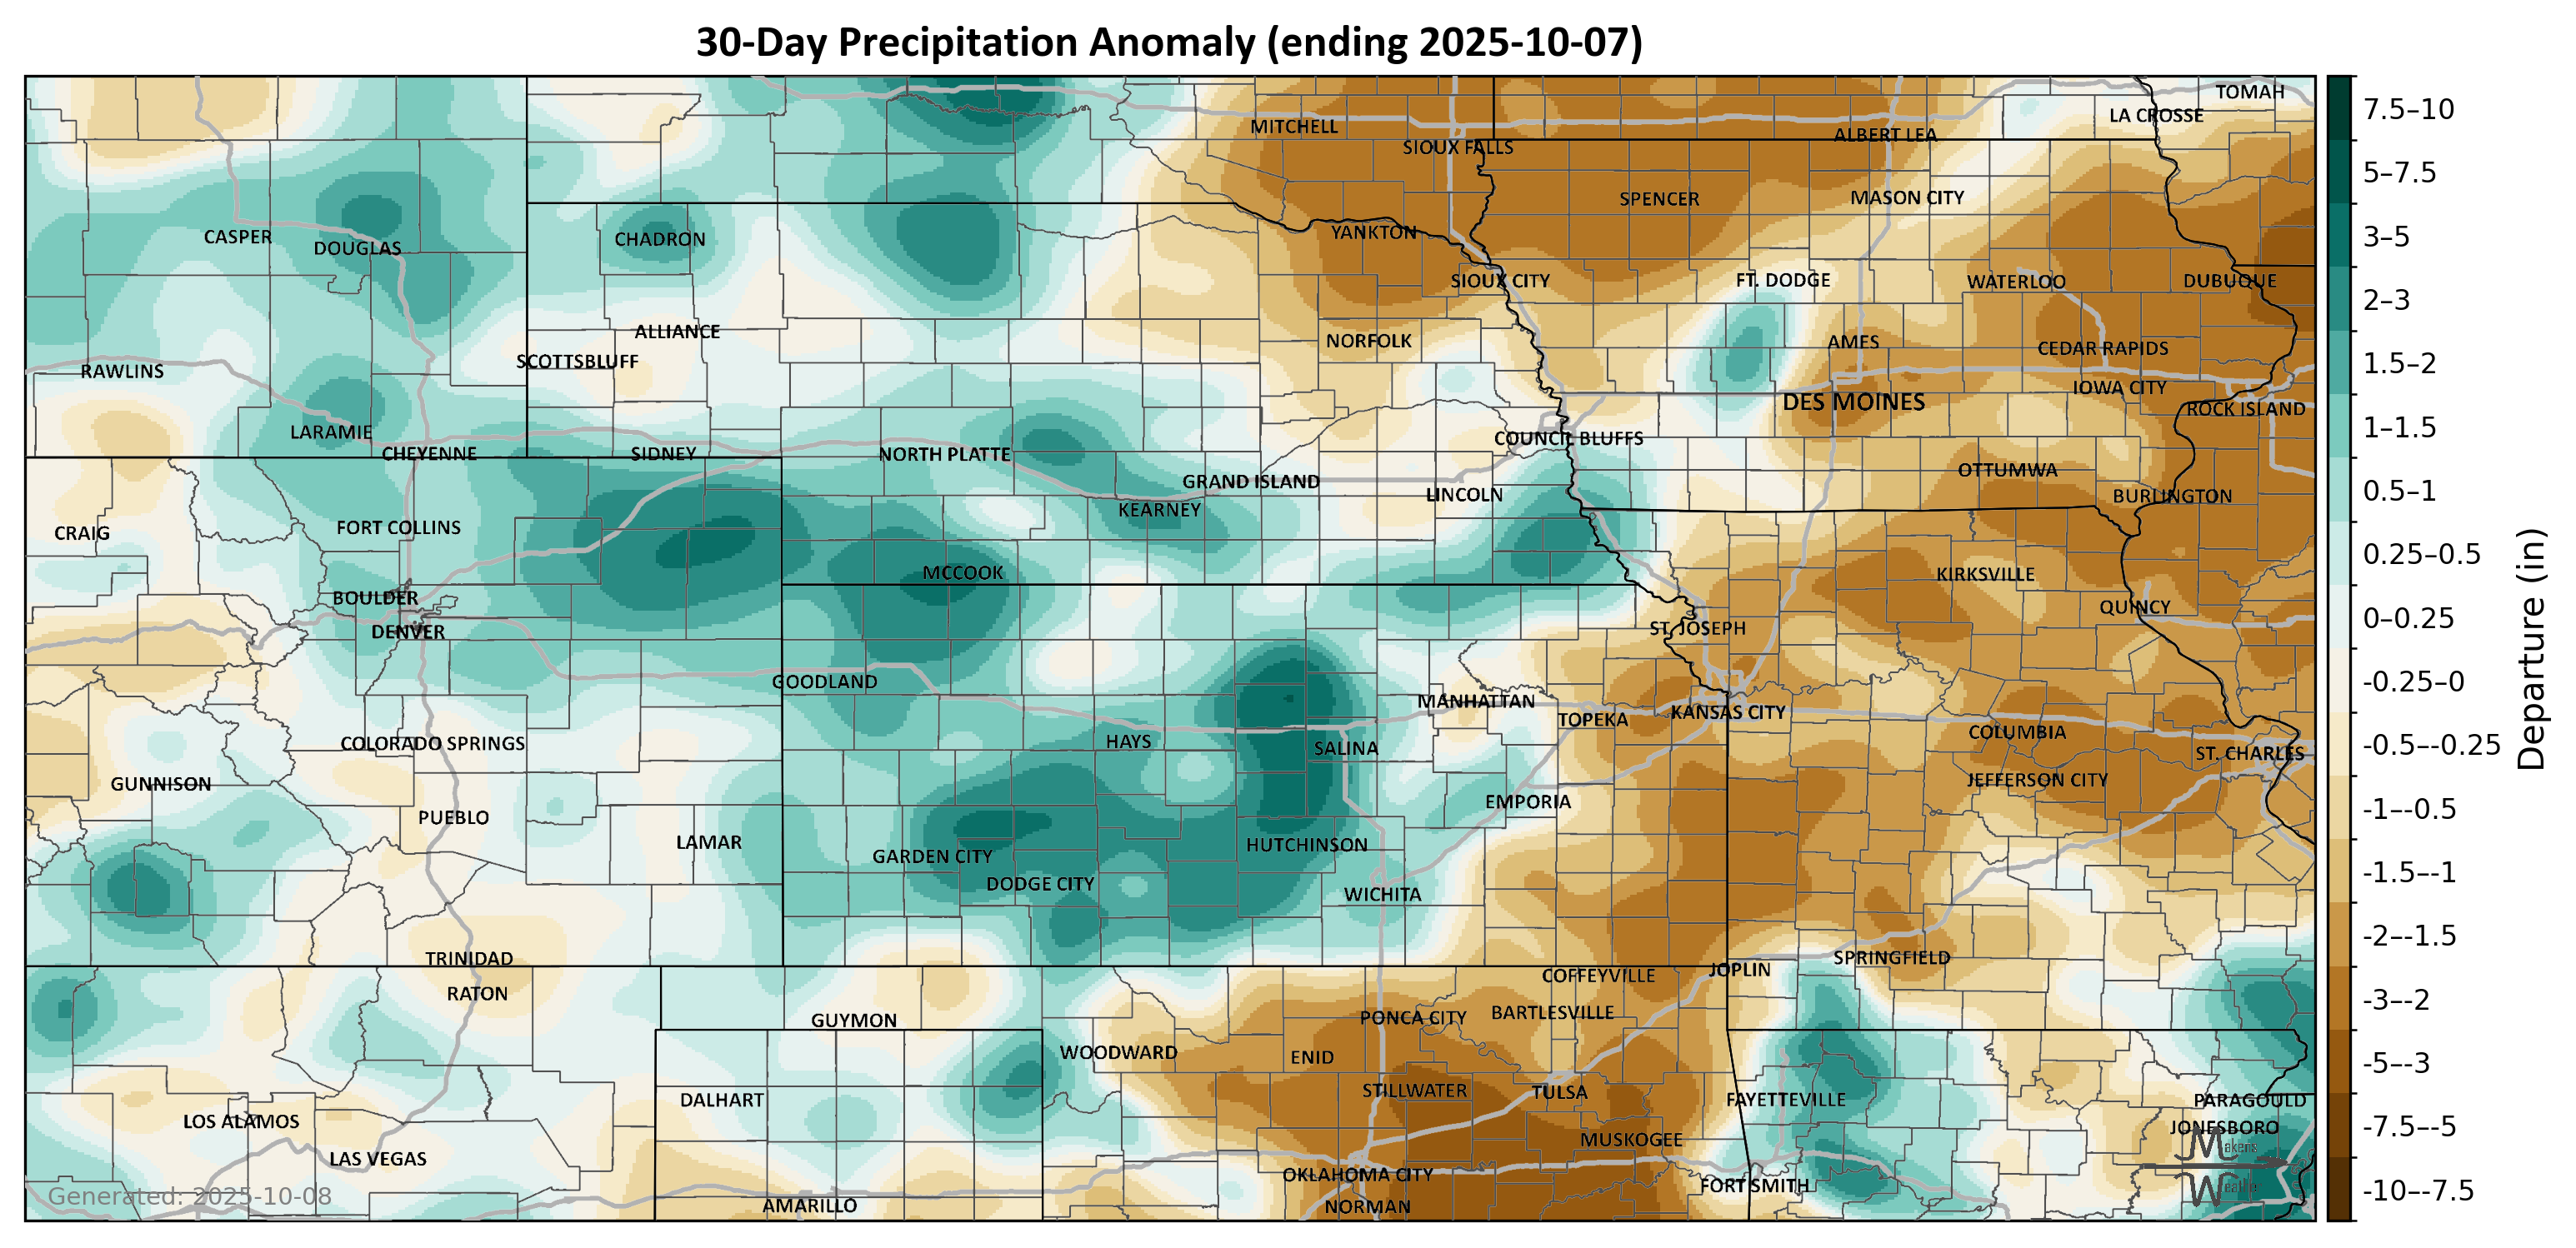 30-Day Precipitation Anomaly (ending 2025-10-07)
TOMAH
LA CROSSE
MITCHELL
ALBERT LEA
SIOUX FALLS
SPENCER
MASON CITY
CASPER
DOUGLAS
CHADRON
YANKTON
SIOUX CITY
FT. DODGE
WATERLOO
DUBUQUE
ALLIANCE
NORFOLK
AMES
CEDAR RAPIDS
SCOTTSBLUFF
RAWLINS
IOWA CITY
DES MOINES
ROCK ISLAND
LARAMIE
COUNCIL BLUFFS
CHEYENNE
SIDNEY
NORTH PLATTE
OTTUMWA
GRAND ISLAND
LINCOLN
BURLINGTON
KEARNEY
CRAIG
FORT COLLINS
MCCOOK
KIRKSVILLE
BOULDER
QUINCY
DENVER
ST. JOSEPH
GOODLAND
MANHATTAN
TOPEKA
KANSAS CITY
COLUMBIA
COLORADO SPRINGS
HAYS
SALINA
ST. CHARLES
GUNNISON
JEFFERSON CITY
EMPORIA
PUEBLO
LAMAR
HUTCHINSON
GARDEN CITY
DODGE CITY
WICHITA
TRINIDAD
SPRINGFIELD
COFFEYVILLE
JOPLIN
RATON
BARTLESVILLE
PONCA CITY
GUYMON
WOODWARD
ENID
STILLWATER
TULSA
DALHART
FAYETTEVILLE
PARAGOULD
LOS ALAMOS
JONESBORO
MUSKOGEE
LAS VEGAS
OKLAHOMA CITY
FORT SMITH
AMARILLO
NORMAN
Generated: 2025-10-08
Makens
Weather
7.5–10
5–7.5
3–5
2–3
1.5–2
1–1.5
0.5–1
0.25–0.5
0–0.25
-0.25–0
-0.5–-0.25
-1–-0.5
-1.5–-1
-2–-1.5
-3–-2
-5–-3
-7.5–-5
-10–-7.5
Departure (in)